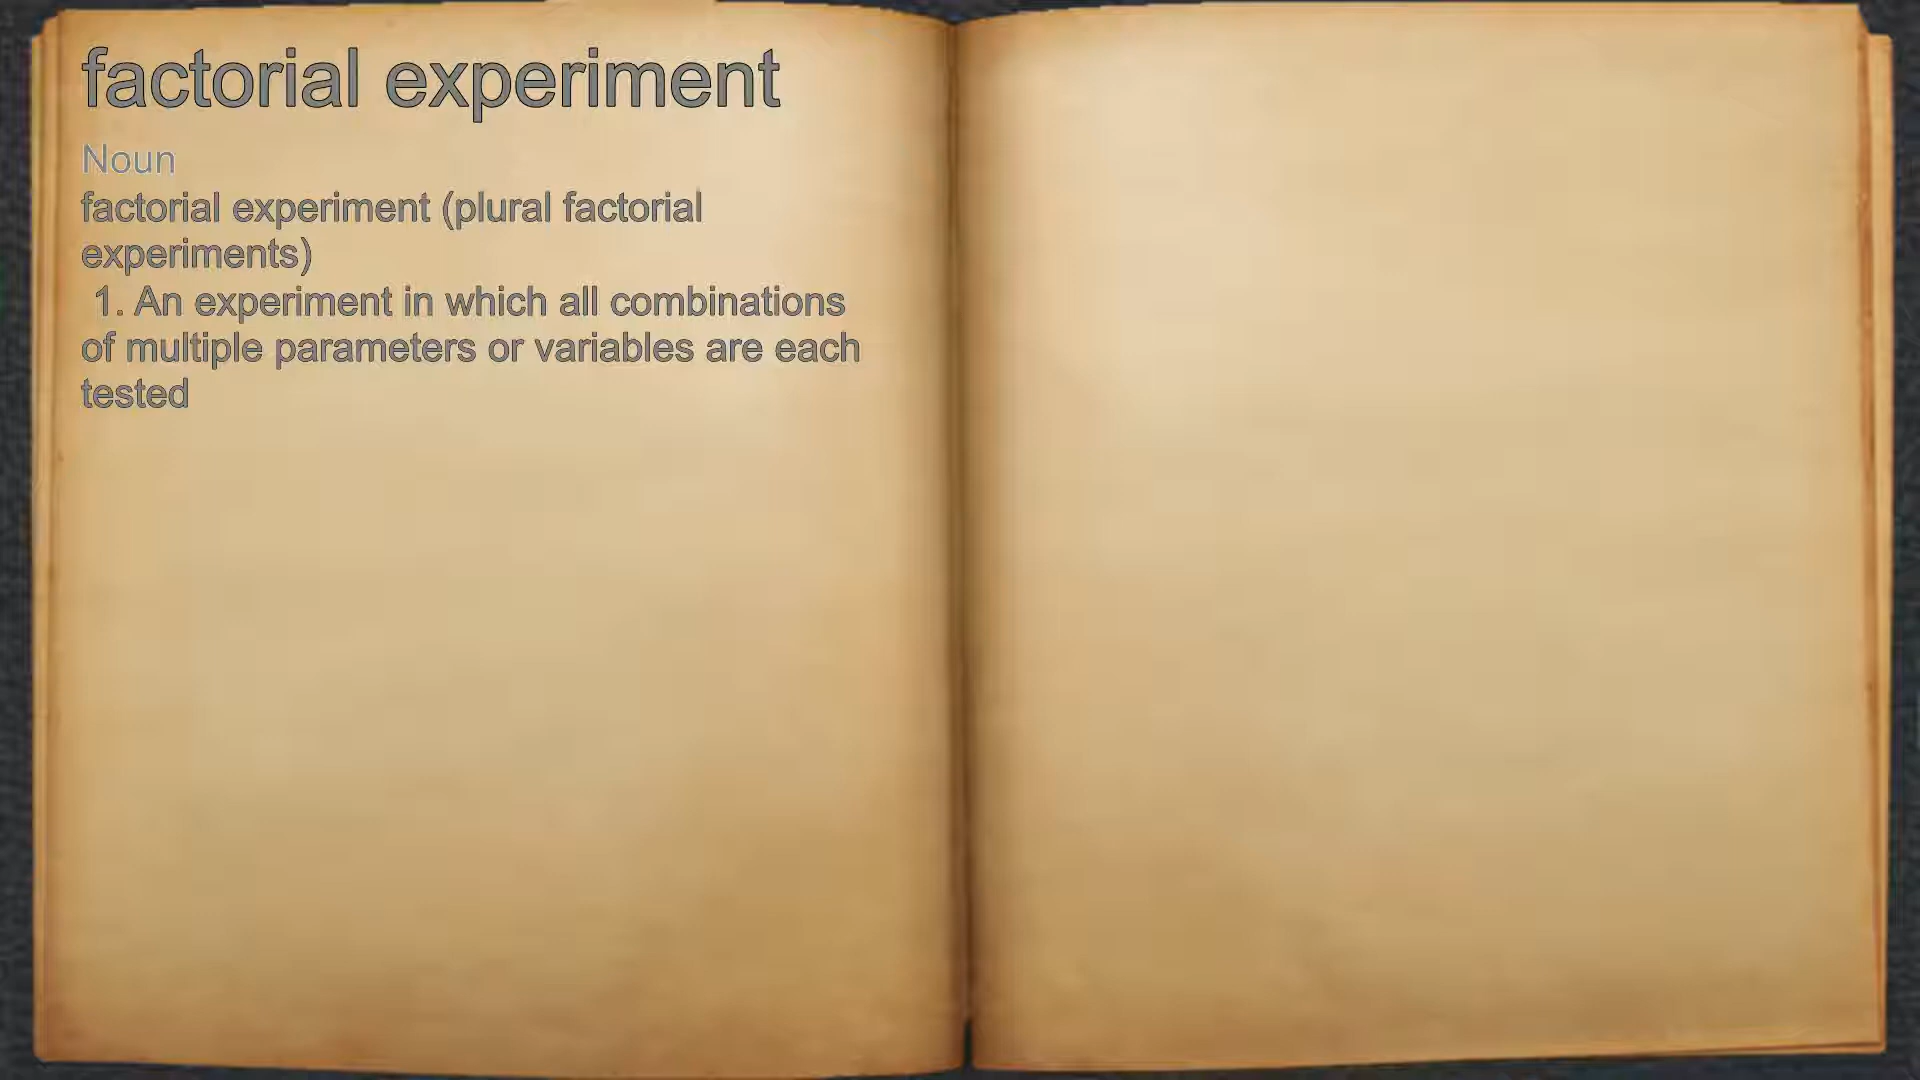 factorial experiment
Noun
factorial experiment (plural factorial
experiments)
1. An experiment in which all combinations
of multiple parameters or variables are each
tested